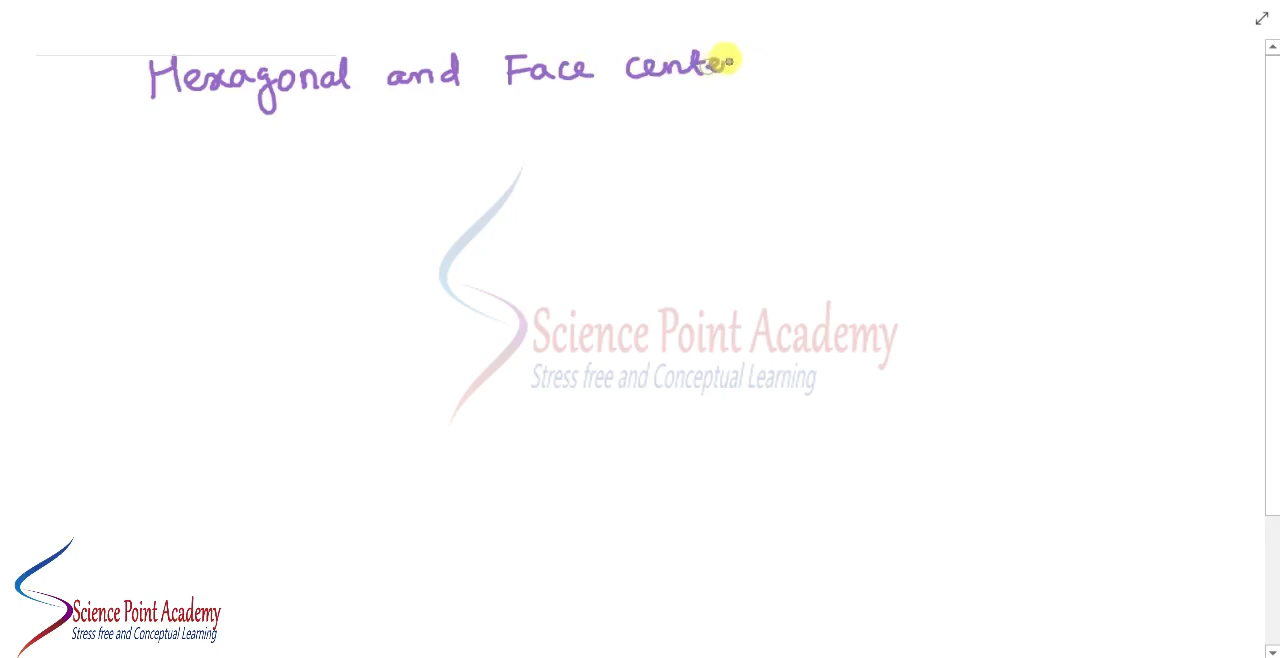 Hexagonal and Face cente
Science Point Academy
Stress free and Conceptual Learning
Science Point Academy
Stress free and Conceptual Learning